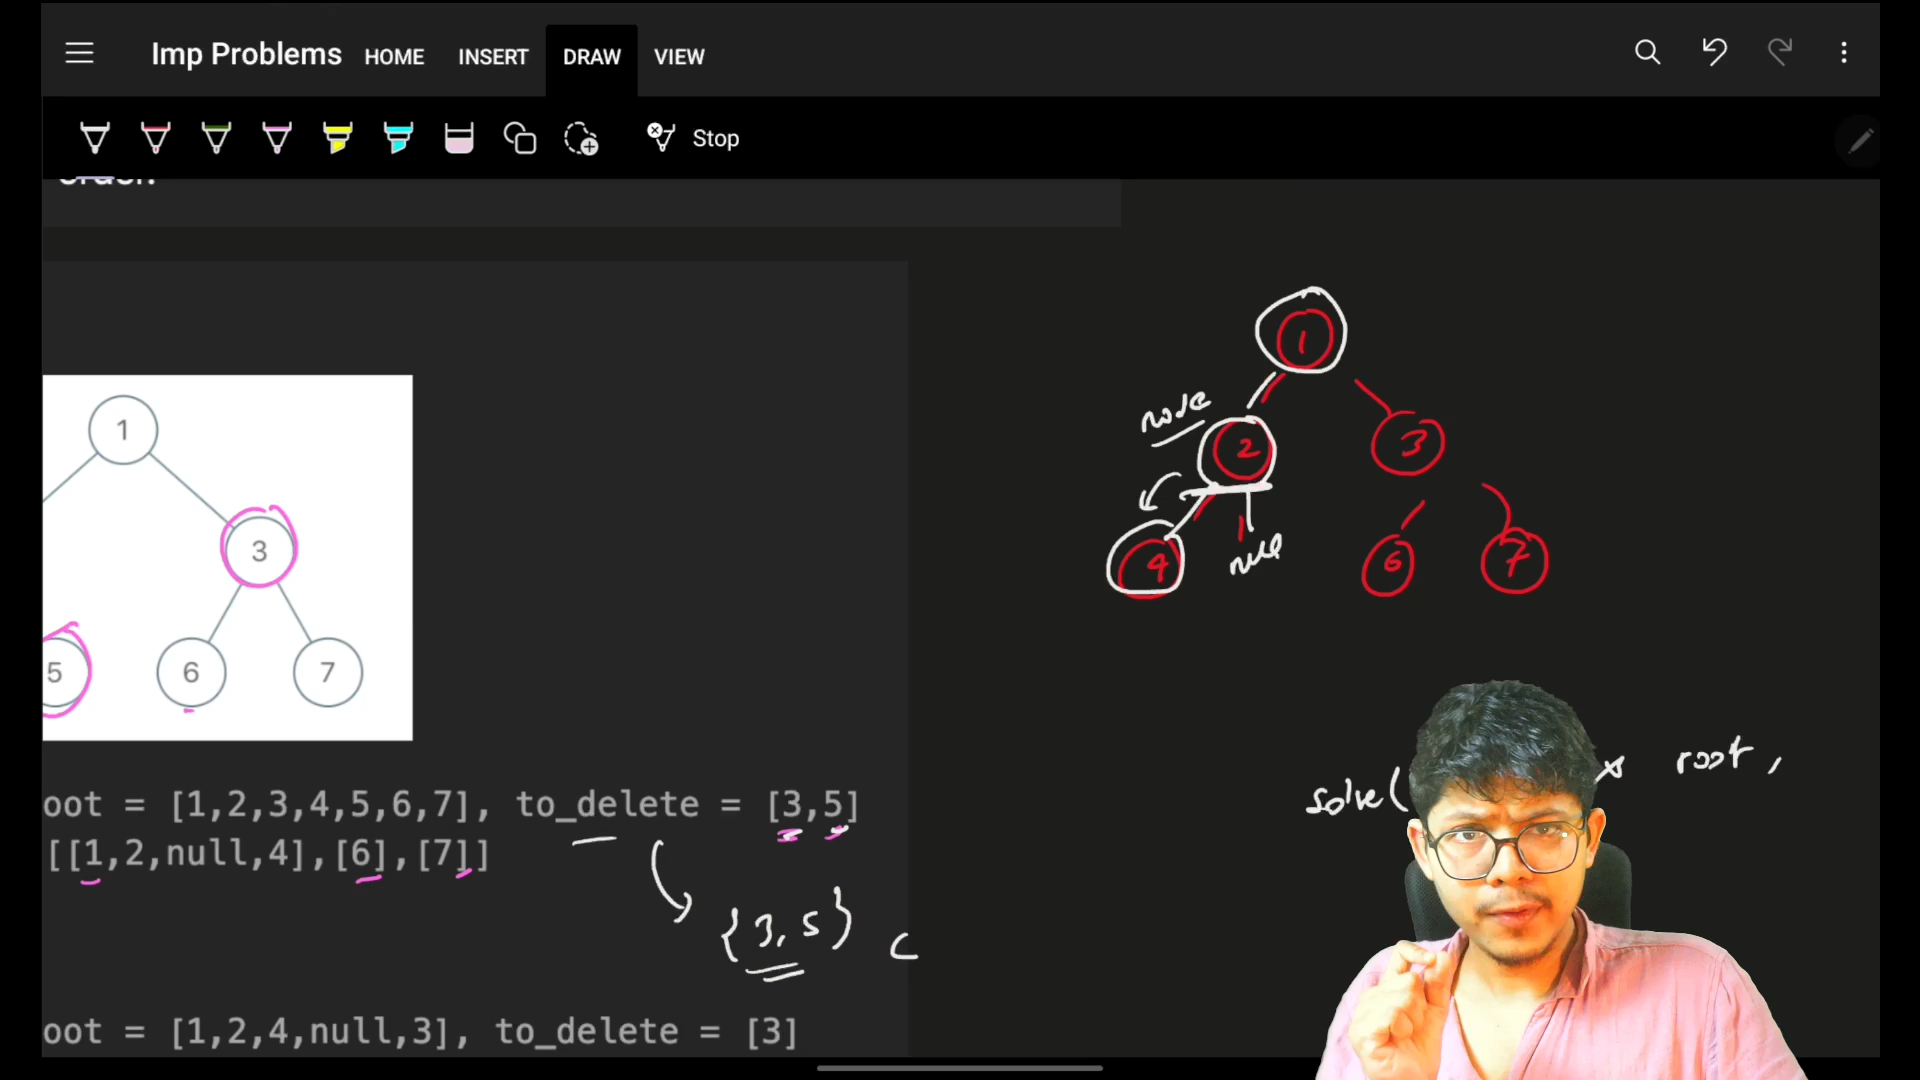 Imp Problems HOME INSERT DRAW VIEW
Stop
1
3
5 6 7
oot = [1,2,3,4,5,6,7], to_delete = [3,5]
[[1,2,null,4],[6],[7]]
{3,5}
oot = [1,2,4,null,3], to_delete = [3]
1
node
2 3
4 null 6 7
solve( * root ,